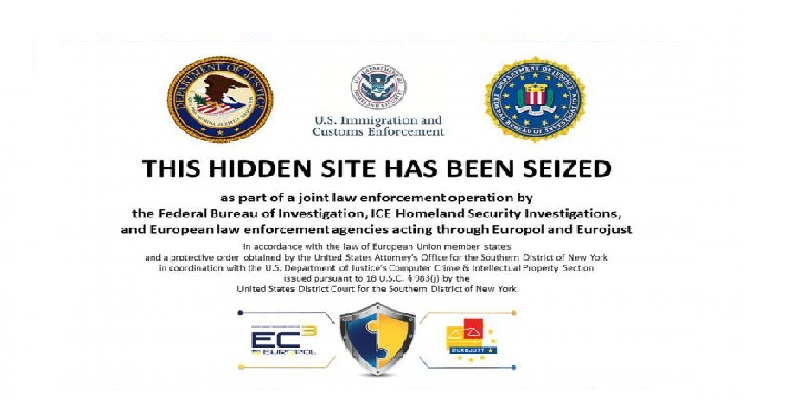 DEPARTMENT OF JUSTICE
DEPARTMENT OF JUSTICE
FEDERAL BUREAU OF INVESTIGATION
U.S. Immigration and
Customs Enforcement
THIS HIDDEN SITE HAS BEEN SEIZED
as part of a joint law enforcement operation by
the Federal Bureau of Investigation, ICE Homeland Security Investigations,
and European law enforcement agencies acting through Europol and Eurojust
In accordance with the law of European Union member states
and a protective order obtained by the United States Attorney's Office for the Southern District of New York
in coordination with the U.S. Department of Justice's Computer Crime & Intellectual Property Section
issued pursuant to 18 U.S.C. § 983(j) by the
United States District Court for the Southern District of New York
EC3
EUROPOL
EUROJUST